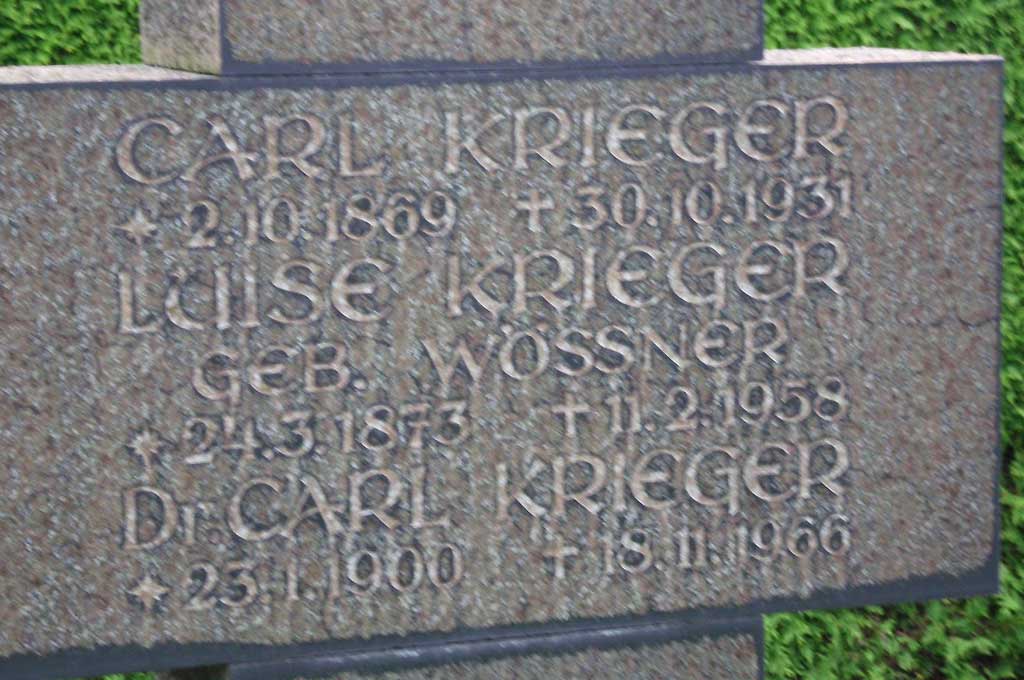 CARL KRIEGER
* 2.10.1869 † 30.10.1931
LUISE KRIEGER
GEB. WÖSSNER
* 24.3.1873 † 11.2.1958
Dr. CARL KRIEGER
* 23.1.1900 † 18.11.1966